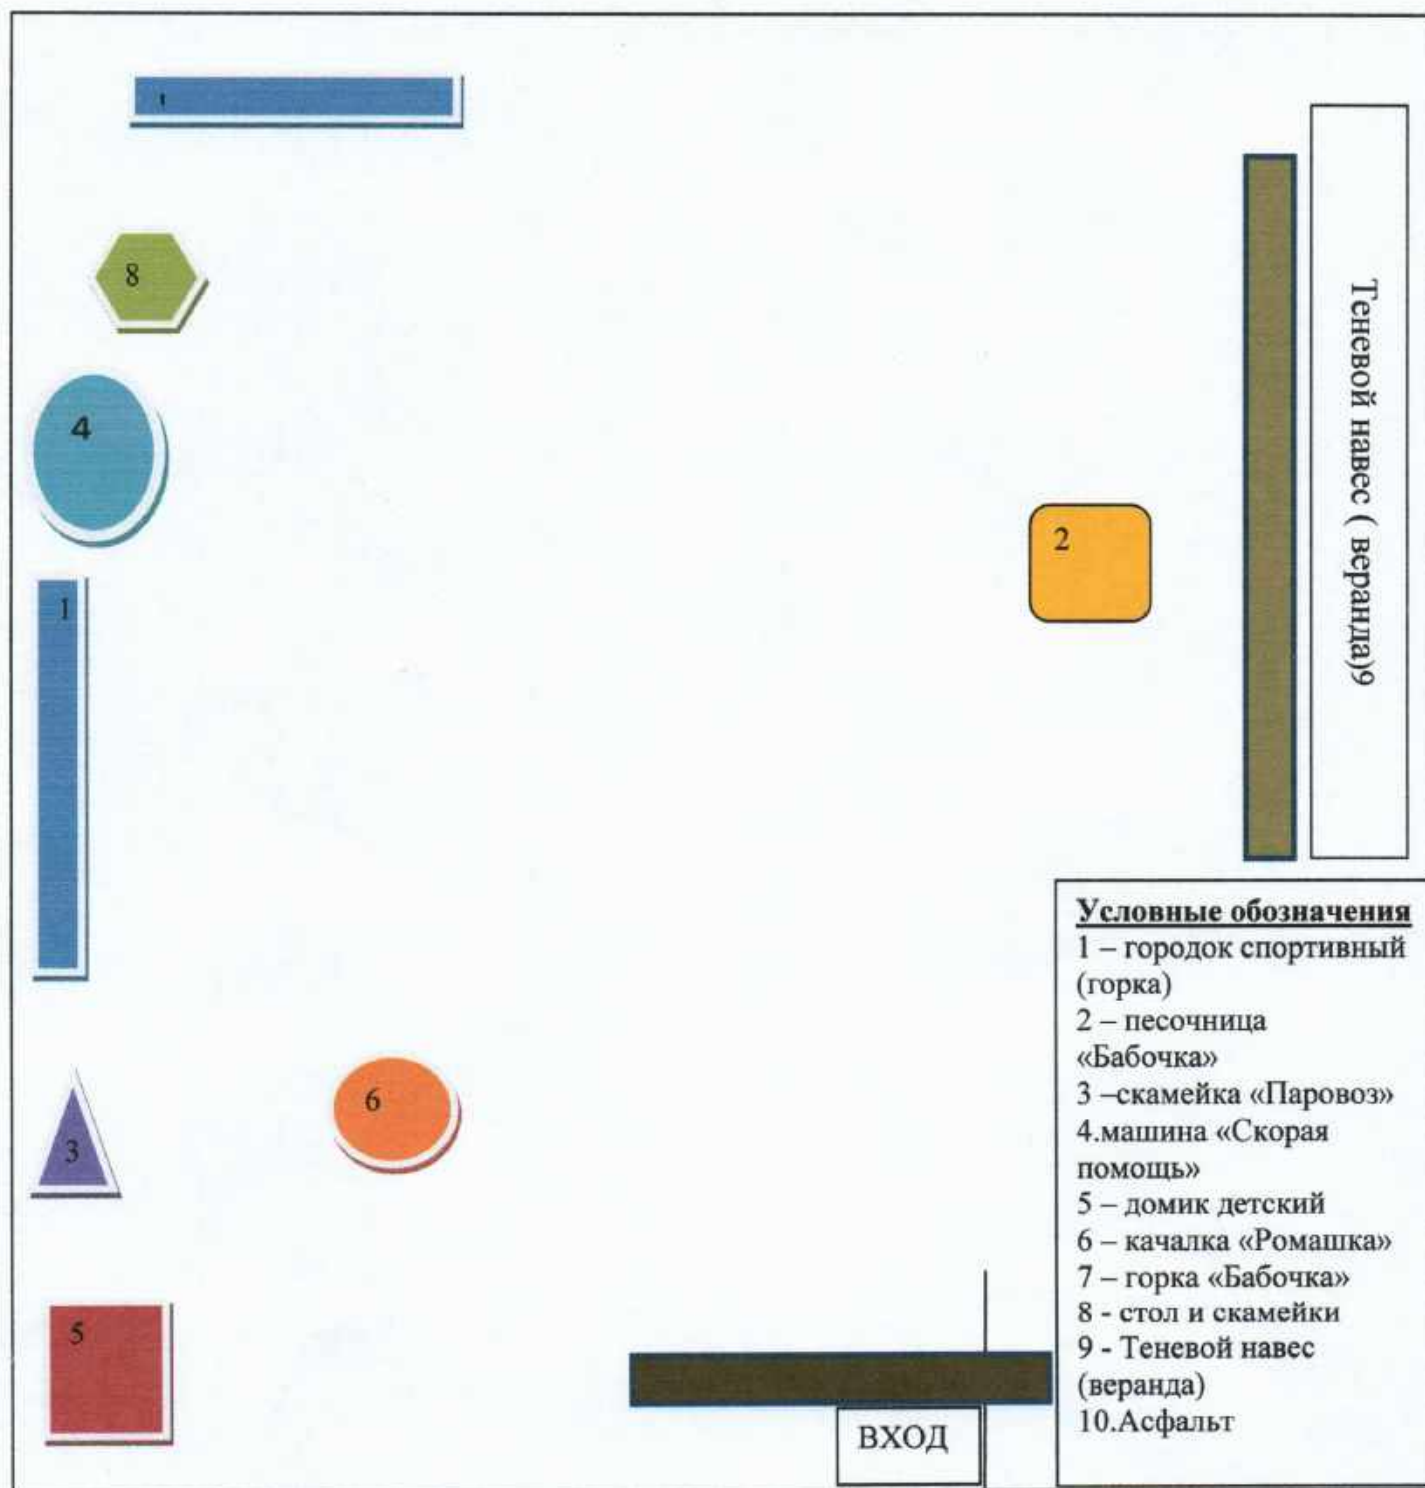 1
8
4
1
2
Теневой навес ( веранда)9
3
6
5
ВХОД
Условные обозначения
1 – городок спортивный
(горка)
2 – песочница
«Бабочка»
3 –скамейка «Паровоз»
4.машина «Скорая
помощь»
5 – домик детский
6 – качалка «Ромашка»
7 – горка «Бабочка»
8 - стол и скамейки
9 - Теневой навес
(веранда)
10.Асфальт